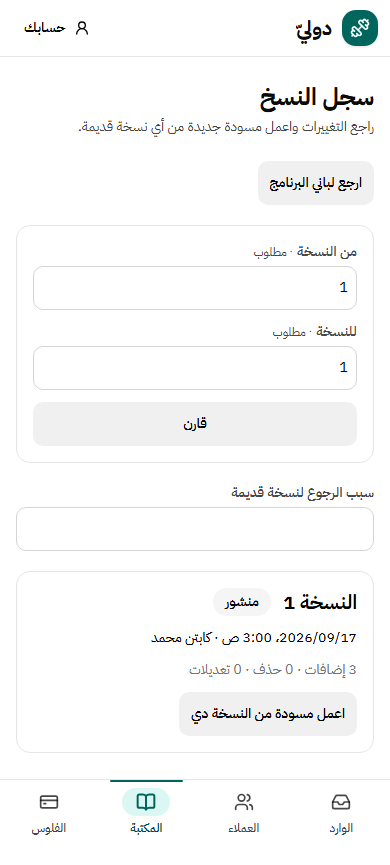 دوليّ
حسابك
سجل النسخ
راجع التغييرات واعمل مسودة جديدة من أي نسخة قديمة.
ارجع لباني البرنامج
من النسخة · مطلوب
1
للنسخة · مطلوب
1
قارن
سبب الرجوع لنسخة قديمة
النسخة 1 منشور
2026/09/17، 3:00 ص · كابتن محمد
3 إضافات · 0 حذف · 0 تعديلات
اعمل مسودة من النسخة دي
الوارد
العملاء
المكتبة
الفلوس